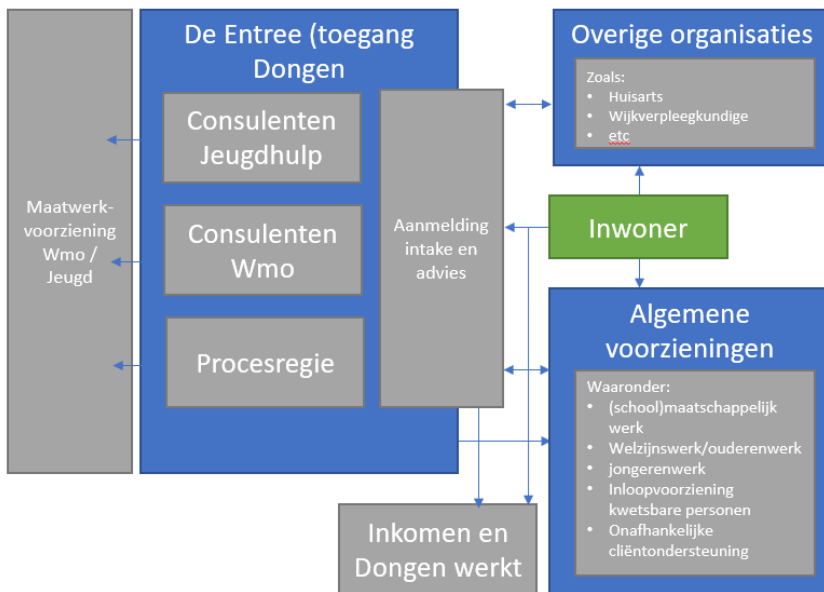 Maatwerk-
voorziening
Wmo /
Jeugd
De Entree (toegang
Dongen
Consulenten
Jeugdhulp
Consulenten
Wmo
Procesregie
Aanmelding
intake en
advies
Overige organisaties
Zoals:
• Huisarts
• Wijkverpleegkundige
• etc
Inwoner
Algemene
voorzieningen
Waaronder:
• (school)maatschappelijk
werk
• Welzijnswerk/ouderenwerk
• jongerenwerk
• Inloopvoorziening
kwetsbare personen
• Onafhankelijke
cliëntondersteuning
Inkomen en
Dongen werkt